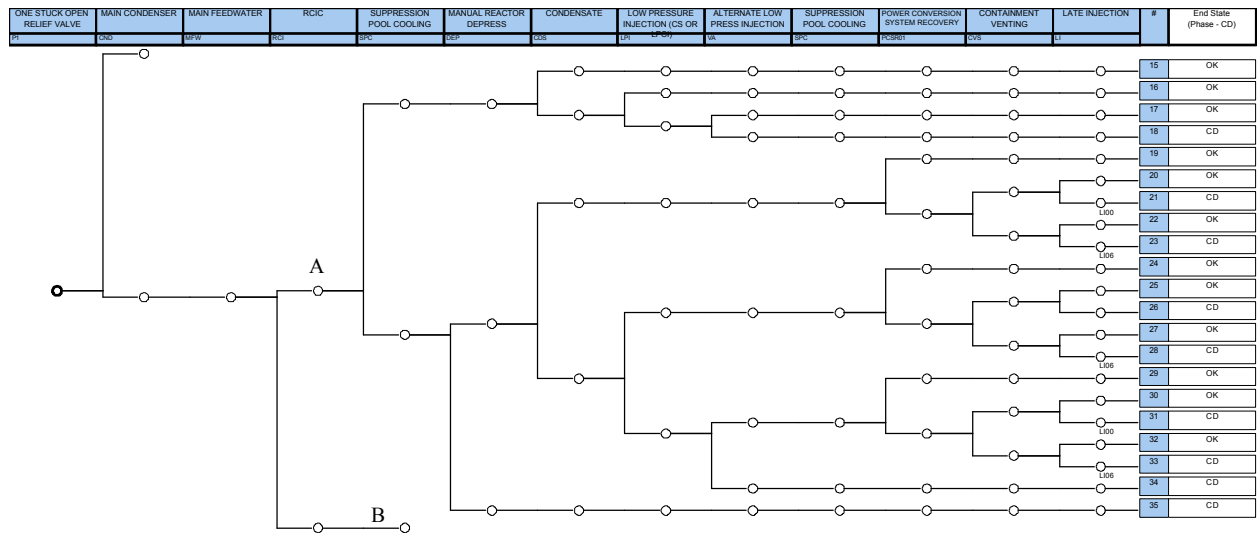 ONE STUCK OPEN
RELIEF VALVE
MAIN CONDENSER
MAIN FEEDWATER
RCIC
SUPPRESSION
POOL COOLING
MANUAL REACTOR
DEPRESS
CONDENSATE
LOW PRESSURE
INJECTION (CS OR
LPCI)
ALTERNATE LOW
PRESS INJECTION
SUPPRESSION
POOL COOLING
POWER CONVERSION
SYSTEM RECOVERY
CONTAINMENT
VENTING
LATE INJECTION
#
End State
(Phase - CD)
P1
CND
MFW
RCI
SPC
DEP
CDS
LPI
VA
SPC
PCSR01
CVS
LI
15 OK
16 OK
17 OK
18 CD
19 OK
20 OK
21 CD
LI00
22 OK
23 CD
LI06
24 OK
25 OK
26 CD
27 OK
28 CD
LI06
29 OK
30 OK
31 CD
LI00
32 OK
33 CD
LI06
34 CD
35 CD
A
B